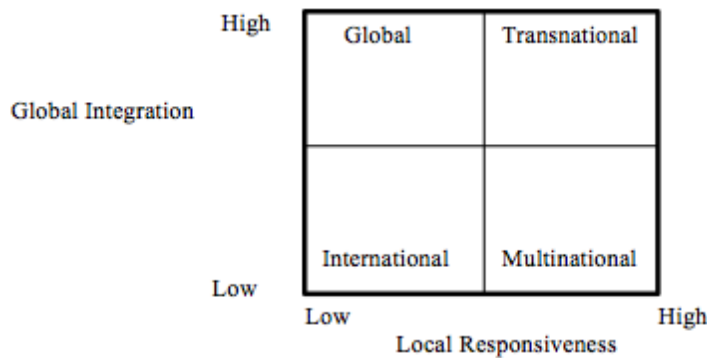 High
Global
Transnational
Global Integration
International
Multinational
Low
Low
High
Local Responsiveness